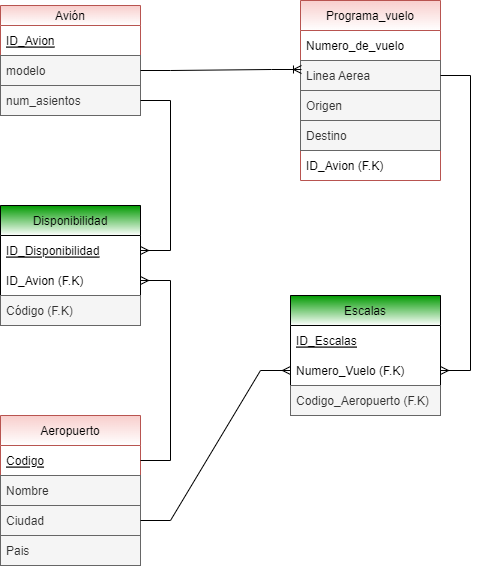 Avión
ID_Avion
modelo
num_asientos
Programa_vuelo
Numero_de_vuelo
Linea Aerea
Origen
Destino
ID_Avion (F.K)
Disponibilidad
ID_Disponibilidad
ID_Avion (F.K)
Código (F.K)
Escalas
ID_Escalas
Numero_Vuelo (F.K)
Codigo_Aeropuerto (F.K)
Aeropuerto
Codigo
Nombre
Ciudad
Pais